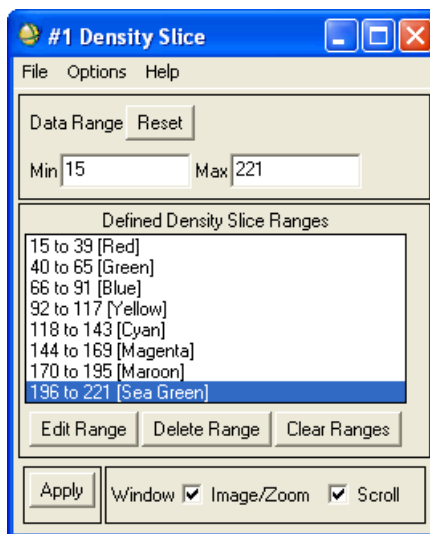 #1 Density Slice
File Options Help
Data Range Reset
Min 15 Max 221
Defined Density Slice Ranges
15 to 39 [Red]
40 to 65 [Green]
66 to 91 [Blue]
92 to 117 [Yellow]
118 to 143 [Cyan]
144 to 169 [Magenta]
170 to 195 [Maroon]
196 to 221 [Sea Green]
Edit Range Delete Range Clear Ranges
Apply Window Image/Zoom Scroll